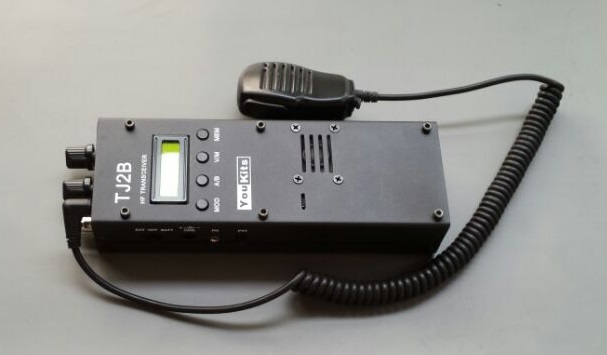 TJ2B
HF TRANSCEIVER
MEM
V/M
A/B
MOD
YouKits